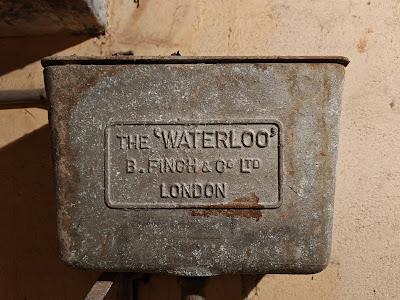 THE 'WATERLOO'
B. FINCH & Co LTD
LONDON